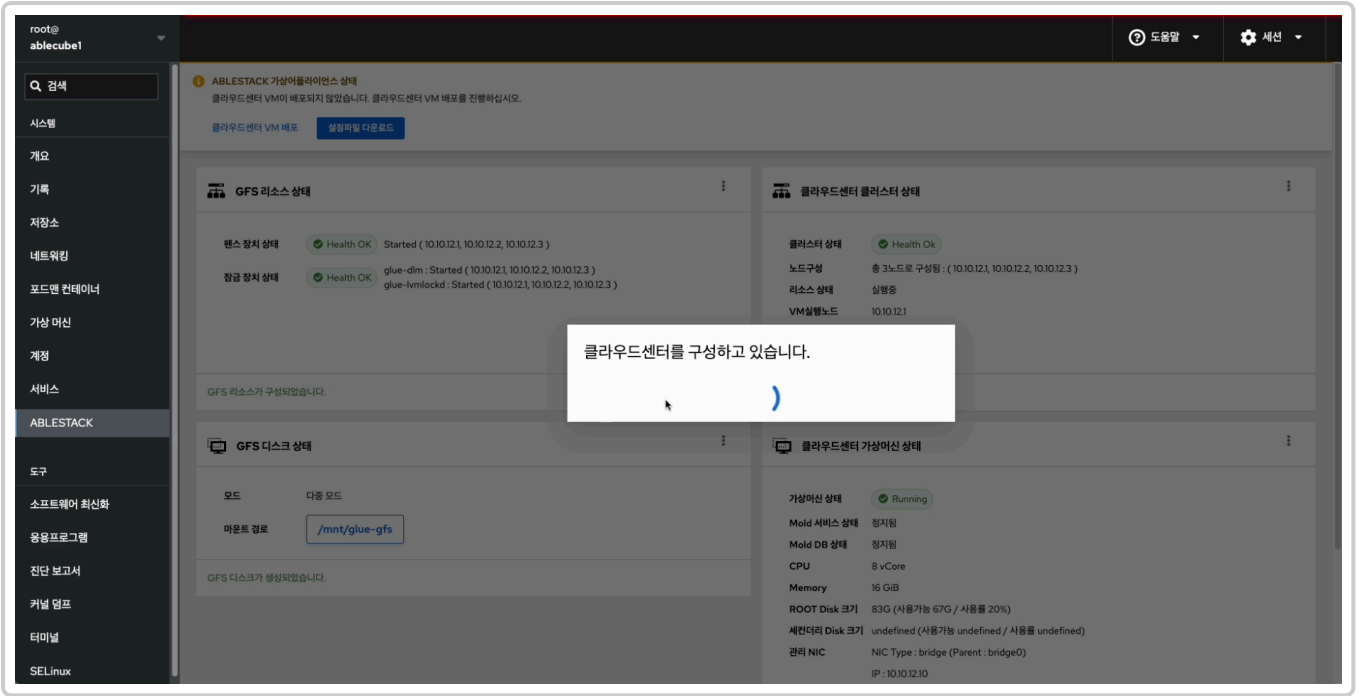 root@
ablecube1
도움말
세션
검색
시스템
개요
기록
저장소
네트워킹
포드맨 컨테이너
가상 머신
계정
서비스
ABLESTACK
도구
소프트웨어 최신화
응용프로그램
진단 보고서
커널 덤프
터미널
SELinux
ABLESTACK 가상어플라이언스 상태
클라우드센터 VM이 배포되지 않았습니다. 클라우드센터 VM 배포를 진행하십시오.
클라우드센터 VM 배포 설정파일 다운로드
GFS 리소스 상태
펜스 장치 상태 Health OK Started ( 10.10.12.1, 10.10.12.2, 10.10.12.3 )
잠금 장치 상태 Health OK glue-dlm : Started ( 10.10.12.1, 10.10.12.2, 10.10.12.3 )
glue-lvmlockd : Started ( 10.10.12.1, 10.10.12.2, 10.10.12.3 )
GFS 리소스가 구성되었습니다.
클라우드센터 클러스터 상태
클러스터 상태 Health Ok
노드구성 총 3노드로 구성됨 : ( 10.10.12.1, 10.10.12.2, 10.10.12.3 )
리소스 상태 실행중
VM실행노드 10.10.12.1
클라우드센터를 구성하고 있습니다.
GFS 디스크 상태
모드 다중 모드
마운트 경로 /mnt/glue-gfs
GFS 디스크가 생성되었습니다.
클라우드센터 가상머신 상태
가상머신 상태 Running
Mold 서비스 상태 정지됨
Mold DB 상태 정지됨
CPU 8 vCore
Memory 16 GiB
ROOT Disk 크기 83G (사용가능 67G / 사용률 20%)
세컨더리 Disk 크기 undefined (사용가능 undefined / 사용률 undefined)
관리 NIC NIC Type : bridge (Parent : bridge0)
IP : 10.10.12.10